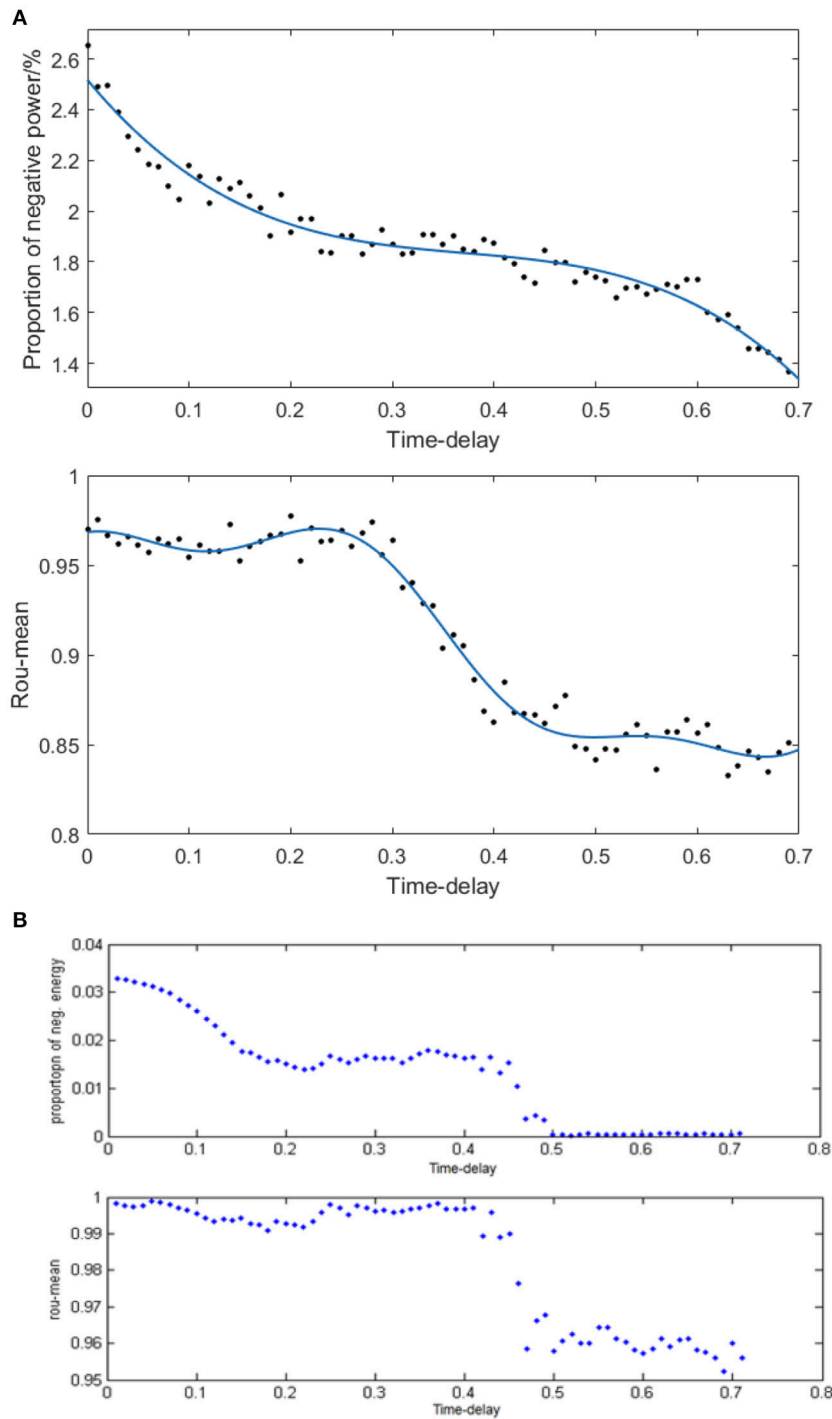 A
Proportion of negative power/%
2.6
2.4
2.2
2
1.8
1.6
1.4
0 0.1 0.2 0.3 0.4 0.5 0.6 0.7
Time-delay
Rou-mean
1
0.95
0.9
0.85
0.8
0 0.1 0.2 0.3 0.4 0.5 0.6 0.7
Time-delay
B
proportopn of neg. energy
0.04
0.03
0.02
0.01
0
0 0.1 0.2 0.3 0.4 0.5 0.6 0.7 0.8
Time-delay
rou-mean
1
0.99
0.98
0.97
0.96
0.95
0 0.1 0.2 0.3 0.4 0.5 0.6 0.7 0.8
Time-delay